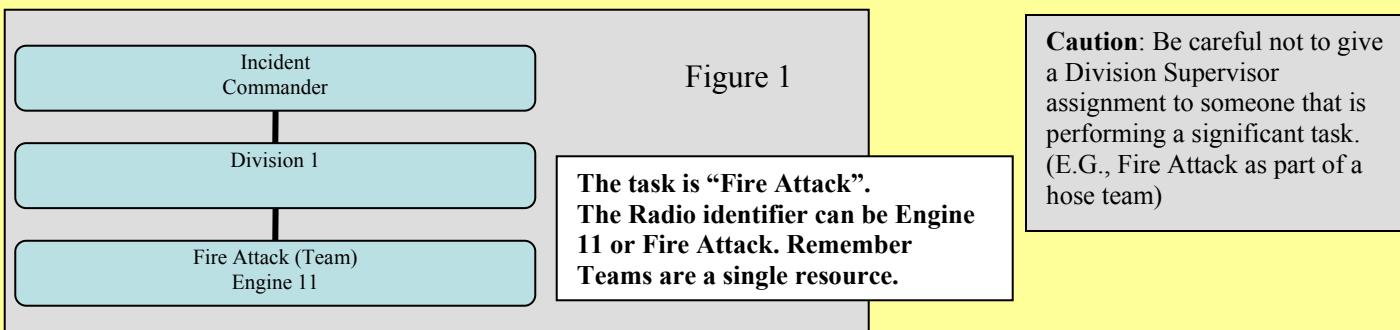 Incident
Commander
Figure 1
Division 1
Fire Attack (Team)
Engine 11
The task is “Fire Attack”.
The Radio identifier can be Engine
11 or Fire Attack. Remember
Teams are a single resource.
Caution: Be careful not to give
a Division Supervisor
assignment to someone that is
performing a significant task.
(E.G., Fire Attack as part of a
hose team)